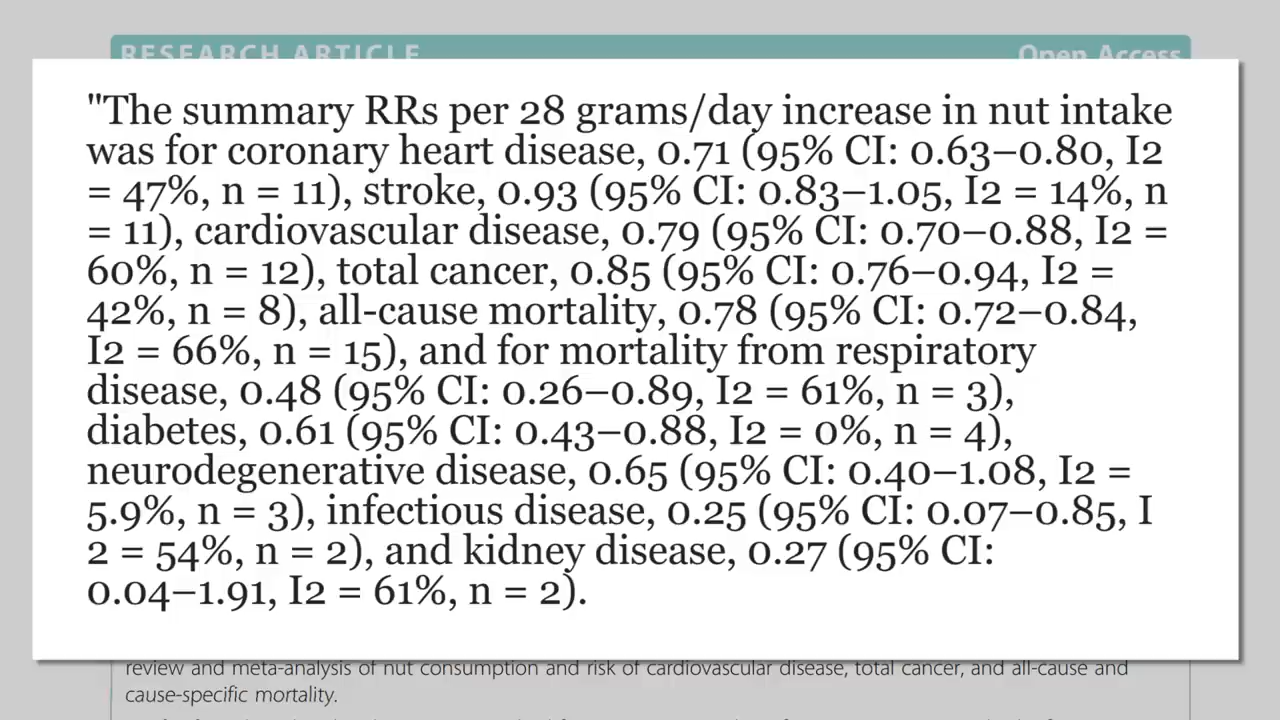 RESEARCH ARTICLE
Open Access
"The summary RRs per 28 grams/day increase in nut intake
was for coronary heart disease, 0.71 (95% CI: 0.63–0.80, I2
= 47%, n = 11), stroke, 0.93 (95% CI: 0.83–1.05, I2 = 14%, n
= 11), cardiovascular disease, 0.79 (95% CI: 0.70–0.88, I2 =
60%, n = 12), total cancer, 0.85 (95% CI: 0.76–0.94, I2 =
42%, n = 8), all-cause mortality, 0.78 (95% CI: 0.72–0.84,
I2 = 66%, n = 15), and for mortality from respiratory
disease, 0.48 (95% CI: 0.26–0.89, I2 = 61%, n = 3),
diabetes, 0.61 (95% CI: 0.43–0.88, I2 = 0%, n = 4),
neurodegenerative disease, 0.65 (95% CI: 0.40–1.08, I2 =
5.9%, n = 3), infectious disease, 0.25 (95% CI: 0.07–0.85, I
2 = 54%, n = 2), and kidney disease, 0.27 (95% CI:
0.04–1.91, I2 = 61%, n = 2).
review and meta-analysis of nut consumption and risk of cardiovascular disease, total cancer, and all-cause and
cause-specific mortality.